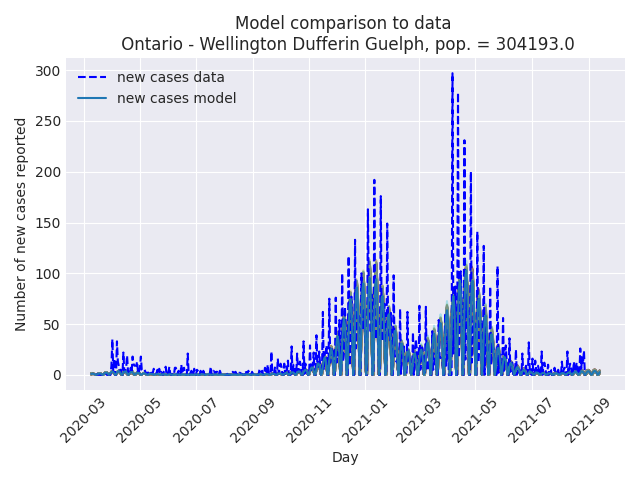 Model comparison to data
Ontario - Wellington Dufferin Guelph, pop. = 304193.0
new cases data
new cases model
Number of new cases reported
300
250
200
150
100
50
0
2020-03
2020-05
2020-07
2020-09
2020-11
2021-01
2021-03
2021-05
2021-07
2021-09
Day